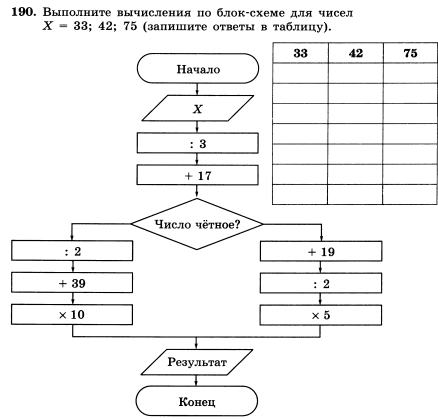 190. Выполните вычисления по блок-схеме для чисел
X = 33; 42; 75 (запишите ответы в таблицу).
33 42 75
Начало
X
: 3
+ 17
Число чётное?
: 2
+ 39
× 10
+ 19
: 2
× 5
Результат
Конец